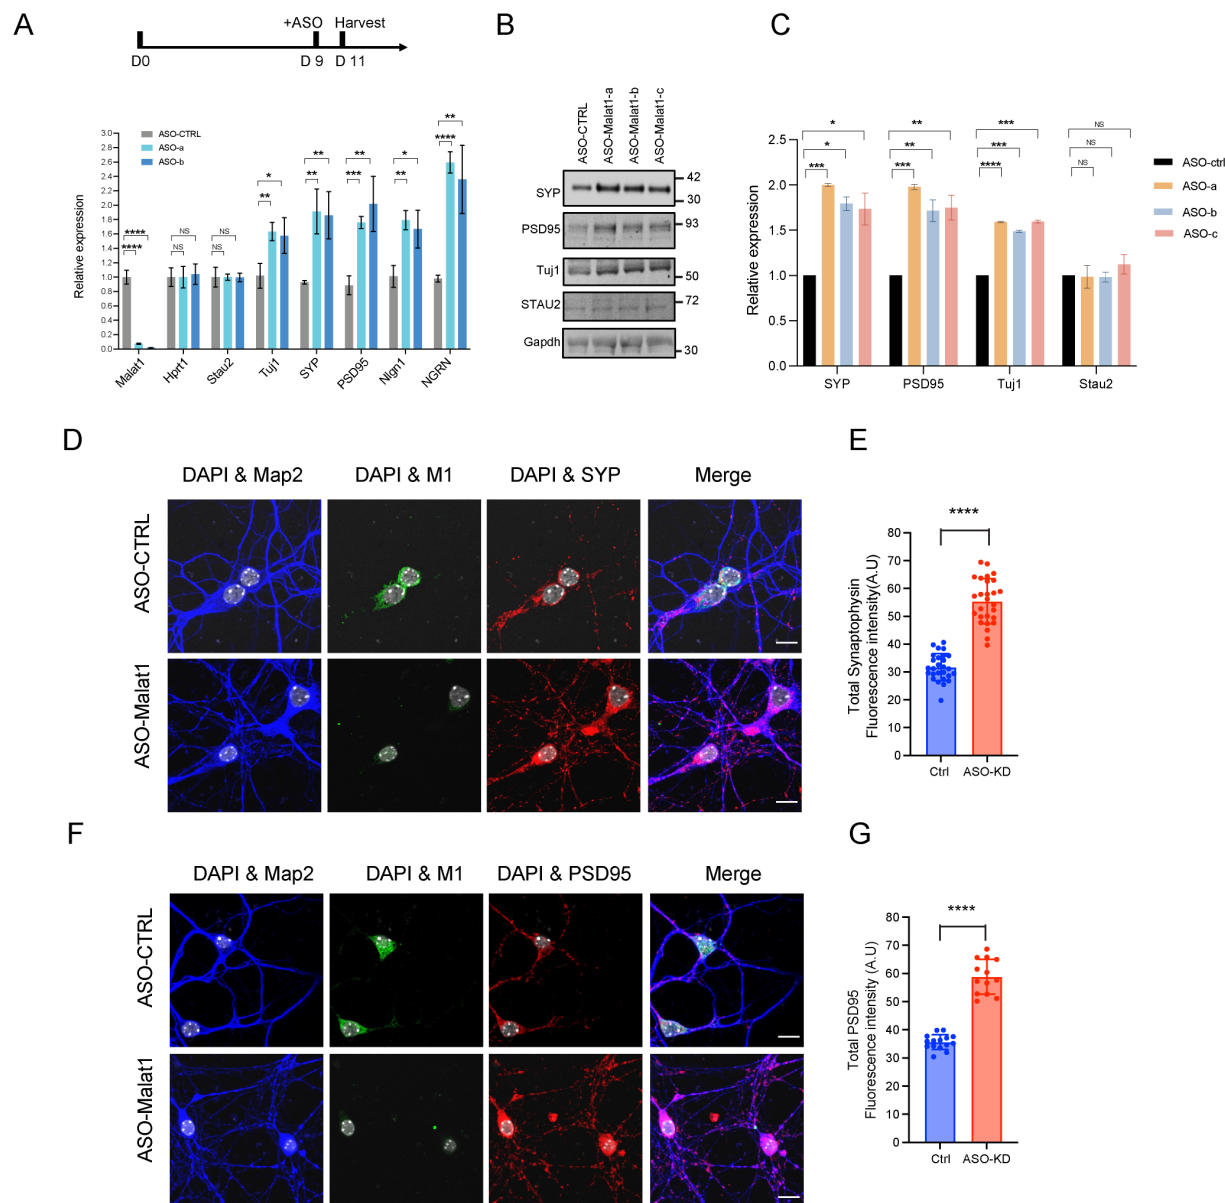 A
+ASO Harvest
D0 D 9 D 11
Relative expression
3.0
2.8
2.6
2.4
2.2
2.0
1.8
1.6
1.4
1.2
1.0
0.8
0.6
0.4
0.2
0.0
ASO-CTRL
ASO-a
ASO-b
****
****
NS
NS
NS
NS
*
**
**
**
**
***
*
**
**
****
Malat1 Hprt1 Stau2 Tuj1 SYP PSD95 Nlgn1 NGRN
B
ASO-CTRL
ASO-Malat1-a
ASO-Malat1-b
ASO-Malat1-c
SYP 42
30
PSD95 93
Tuj1 50
STAU2 72
Gapdh 30
C
Relative expression
2.5
2.0
1.5
1.0
0.5
0.0
*
*
***
**
**
***
***
***
****
NS
NS
NS
SYP PSD95 Tuj1 Stau2
ASO-ctrl
ASO-a
ASO-b
ASO-c
D
DAPI & Map2 DAPI & M1 DAPI & SYP Merge
ASO-CTRL
ASO-Malat1
E
Total Synaptophysin
Fluorescence intensity(A.U)
80
70
60
50
40
30
20
10
0
****
Ctrl ASO-KD
F
DAPI & Map2 DAPI & M1 DAPI & PSD95 Merge
ASO-CTRL
ASO-Malat1
G
Total PSD95
Fluorescence intensity (A.U)
80
70
60
50
40
30
20
10
0
****
Ctrl ASO-KD